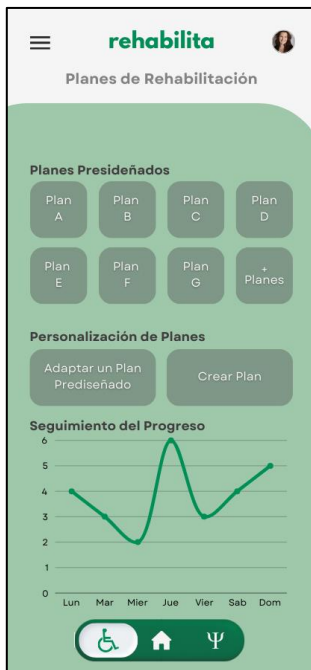 rehabilita
Planes de Rehabilitación
Planes Presideñados
Plan
A
Plan
B
Plan
C
Plan
D
Plan
E
Plan
F
Plan
G
+
Planes
Personalización de Planes
Adaptar un Plan
Prediseñado
Crear Plan
Seguimiento del Progreso
6
5
4
3
2
1
0
Lun Mar Mier Jue Vier Sab Dom
Ψ